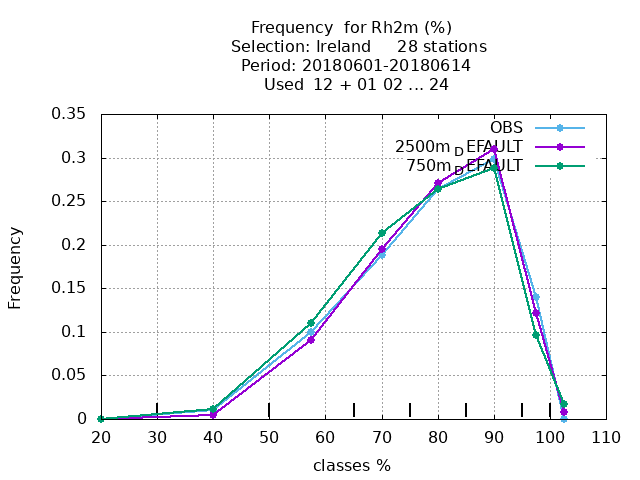 Frequency for Rh2m (%)
Selection: Ireland 28 stations
Period: 20180601-20180614
Used 12 + 01 02 ... 24
OBS
2500m_DEFAULT
750m_DEFAULT
0.35
0.3
0.25
0.2
0.15
0.1
0.05
0
Frequency
20 30 40 50 60 70 80 90 100 110
classes %